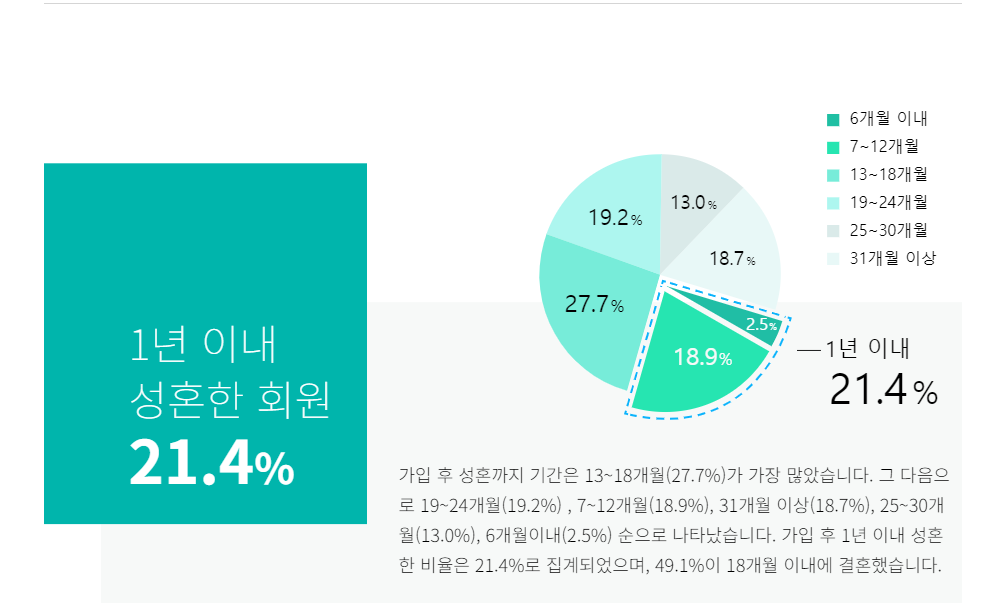 6개월 이내
7~12개월
13~18개월
19~24개월
25~30개월
31개월 이상
13.0%
19.2%
18.7%
27.7%
2.5%
18.9%
1년 이내
21.4%
1년 이내
성혼한 회원
21.4%
가입 후 성혼까지 기간은 13~18개월(27.7%)가 가장 많았습니다. 그 다음으
로 19~24개월(19.2%) , 7~12개월(18.9%), 31개월 이상(18.7%), 25~30개
월(13.0%), 6개월이내(2.5%) 순으로 나타났습니다. 가입 후 1년 이내 성혼
한 비율은 21.4%로 집계되었으며, 49.1%이 18개월 이내에 결혼했습니다.